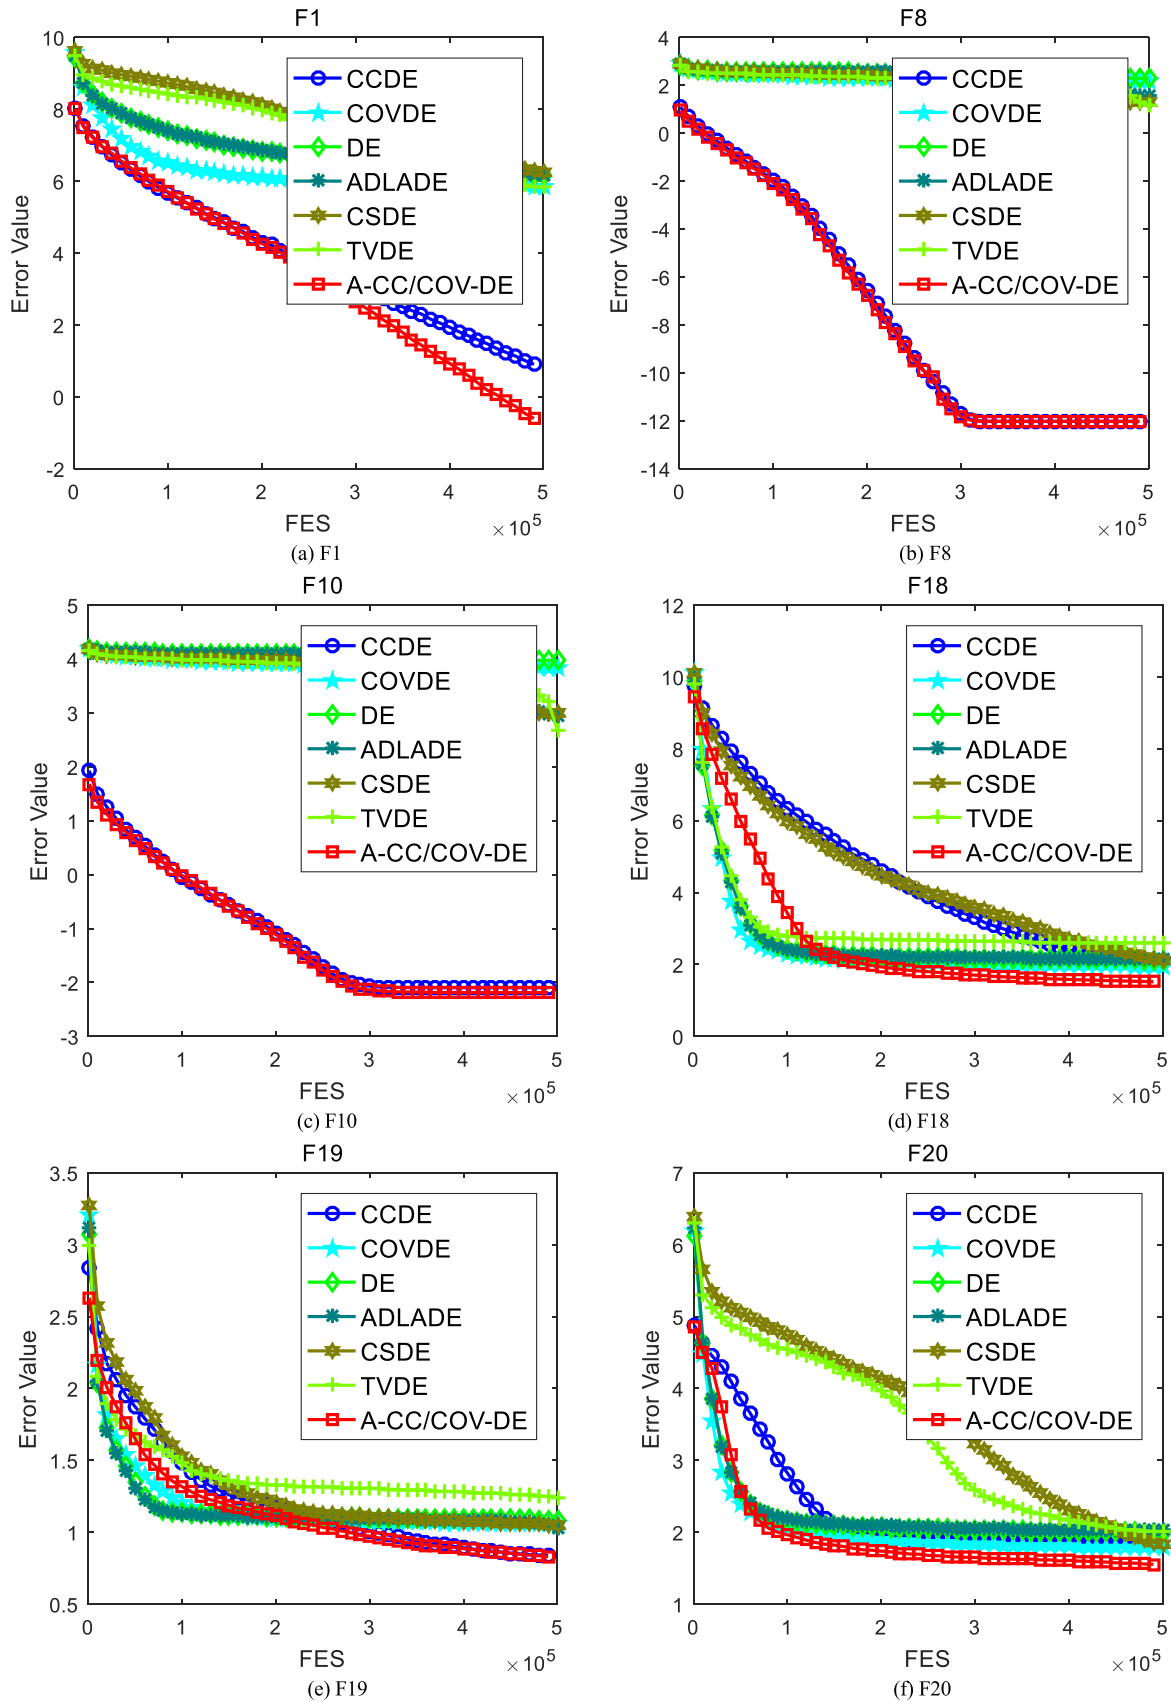 F1
10
8
6
4
2
0
-2
Error Value
CCDE
COVDE
DE
ADLADE
CSDE
TVDE
A-CC/COV-DE
0 1 2 3 4 5
FES
×10^5
(a) F1
F8
4
2
0
-2
-4
-6
-8
-10
-12
-14
Error Value
CCDE
COVDE
DE
ADLADE
CSDE
TVDE
A-CC/COV-DE
0 1 2 3 4 5
FES
×10^5
(b) F8
F10
5
4
3
2
1
0
-1
-2
-3
Error Value
CCDE
COVDE
DE
ADLADE
CSDE
TVDE
A-CC/COV-DE
0 1 2 3 4 5
FES
×10^5
(c) F10
F18
12
10
8
6
4
2
0
Error Value
CCDE
COVDE
DE
ADLADE
CSDE
TVDE
A-CC/COV-DE
0 1 2 3 4 5
FES
×10^5
(d) F18
F19
3.5
3
2.5
2
1.5
1
0.5
Error Value
CCDE
COVDE
DE
ADLADE
CSDE
TVDE
A-CC/COV-DE
0 1 2 3 4 5
FES
×10^5
(e) F19
F20
7
6
5
4
3
2
1
Error Value
CCDE
COVDE
DE
ADLADE
CSDE
TVDE
A-CC/COV-DE
0 1 2 3 4 5
FES
×10^5
(f) F20